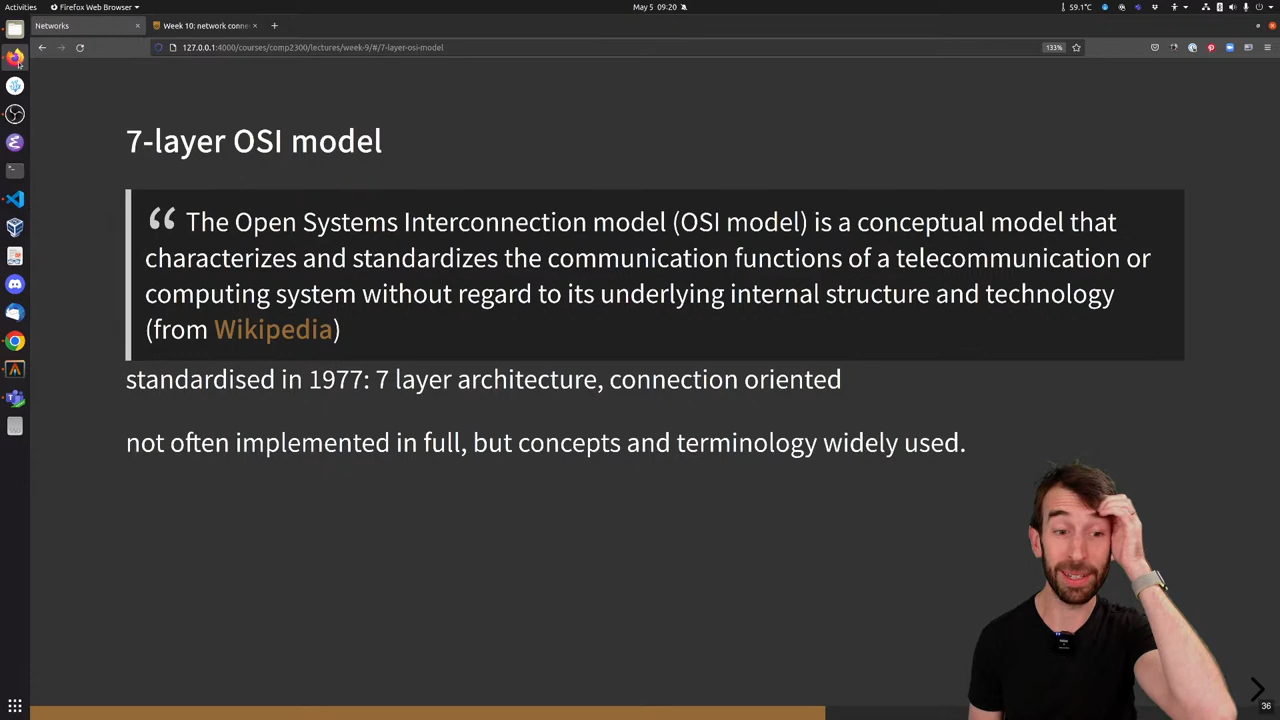 Activities
Firefox Web Browser
May 5 09:20
59.1°C
Networks
Week 10: network conne
127.0.0.1:4000/courses/comp2300/lectures/week-9/#/7-layer-osi-model
133%
7-layer OSI model
“ The Open Systems Interconnection model (OSI model) is a conceptual model that
characterizes and standardizes the communication functions of a telecommunication or
computing system without regard to its underlying internal structure and technology
(from Wikipedia)
standardised in 1977: 7 layer architecture, connection oriented
not often implemented in full, but concepts and terminology widely used.
36